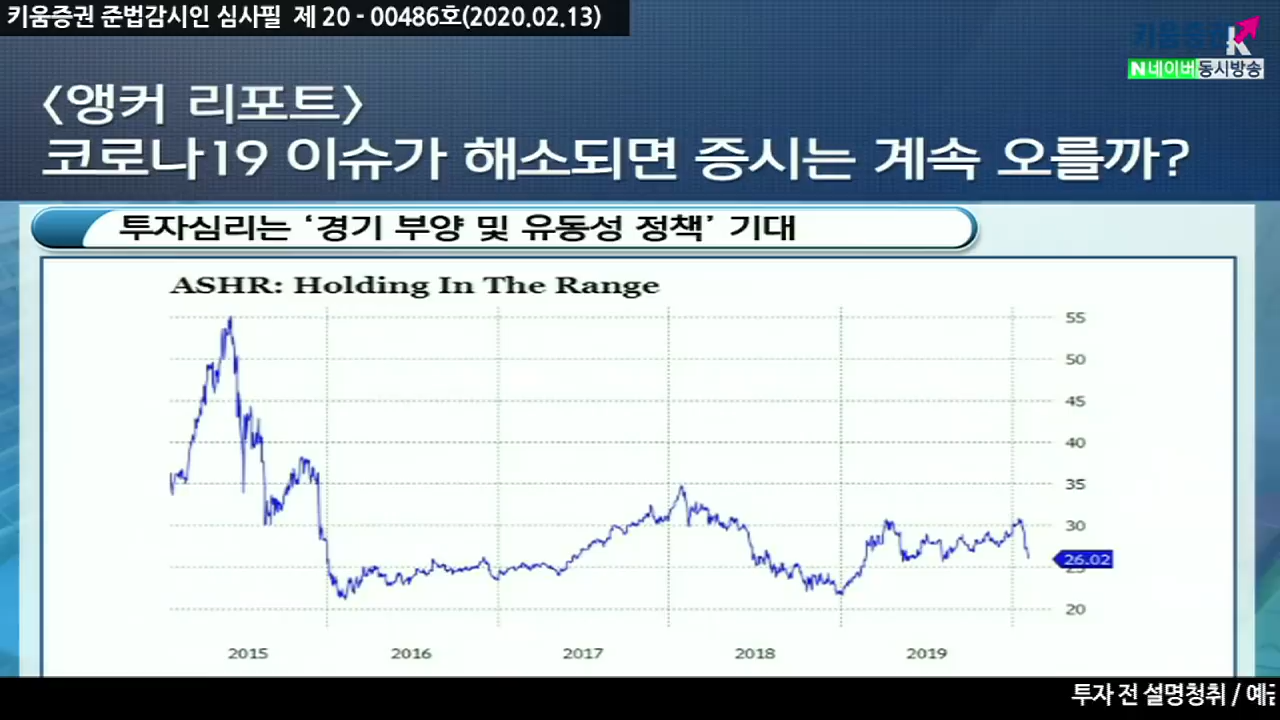 키움증권 준법감시인 심사필 제 20 - 00486호(2020.02.13)
키움증권
N 네이버 동시방송
<앵커 리포트>
코로나19 이슈가 해소되면 증시는 계속 오를까?
투자심리는 ‘경기 부양 및 유동성 정책’ 기대
ASHR: Holding In The Range
55
50
45
40
35
30
26.02
25
20
2015 2016 2017 2018 2019
투자 전 설명청취 / 예금